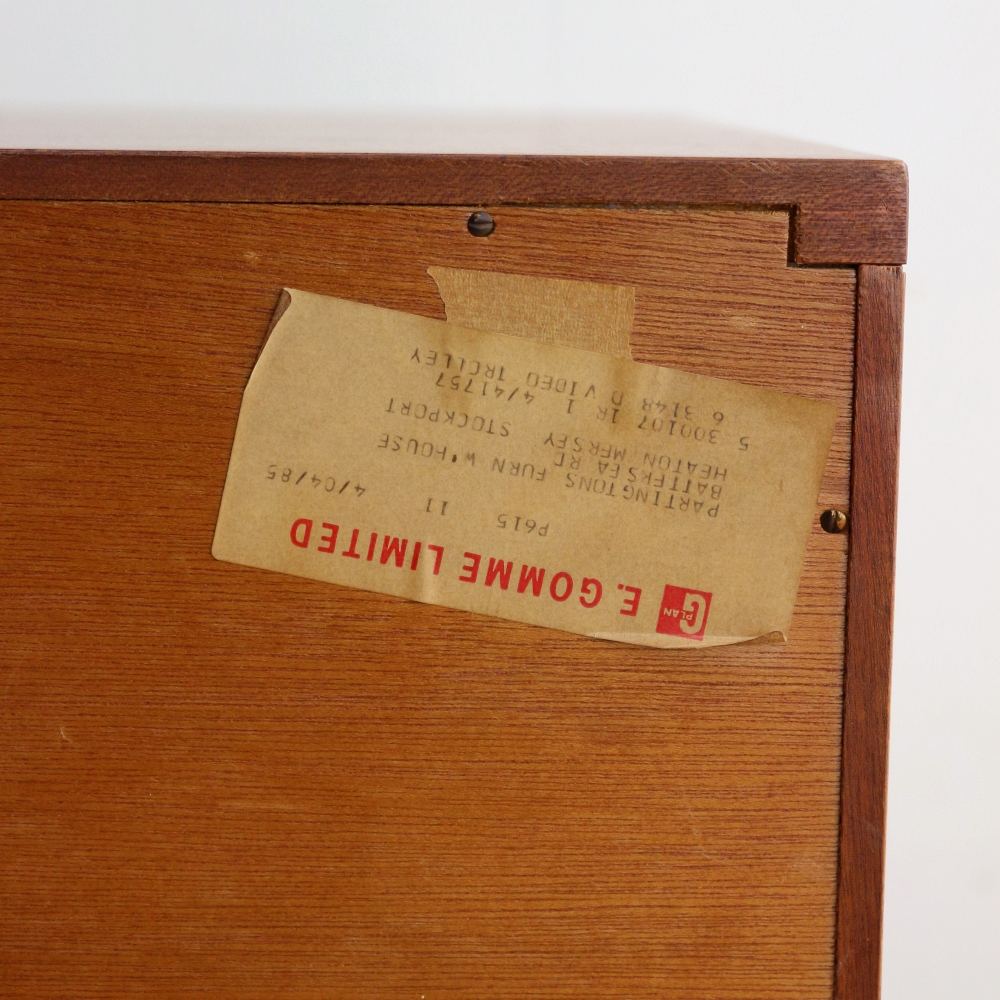 G PLAN E. GOMME LIMITED
P615 11 4/04/85
PARTINGTONS FURN W'HOUSE
BATTERSEA RD
HEATON MERSEY STOCKPORT
5 300107 1R 1 4/41757
6 3148 D VIDEO TROLLEY